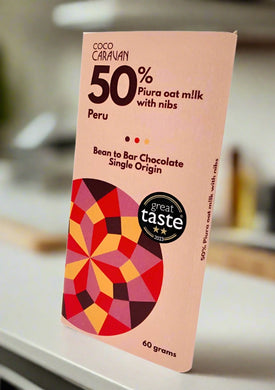 COCO
CARAVAN
50%
Piura oat m!lk
with nibs
Peru
Bean to Bar Chocolate
Single Origin
great
taste
60 grams
50% Piura oat m!lk with nibs